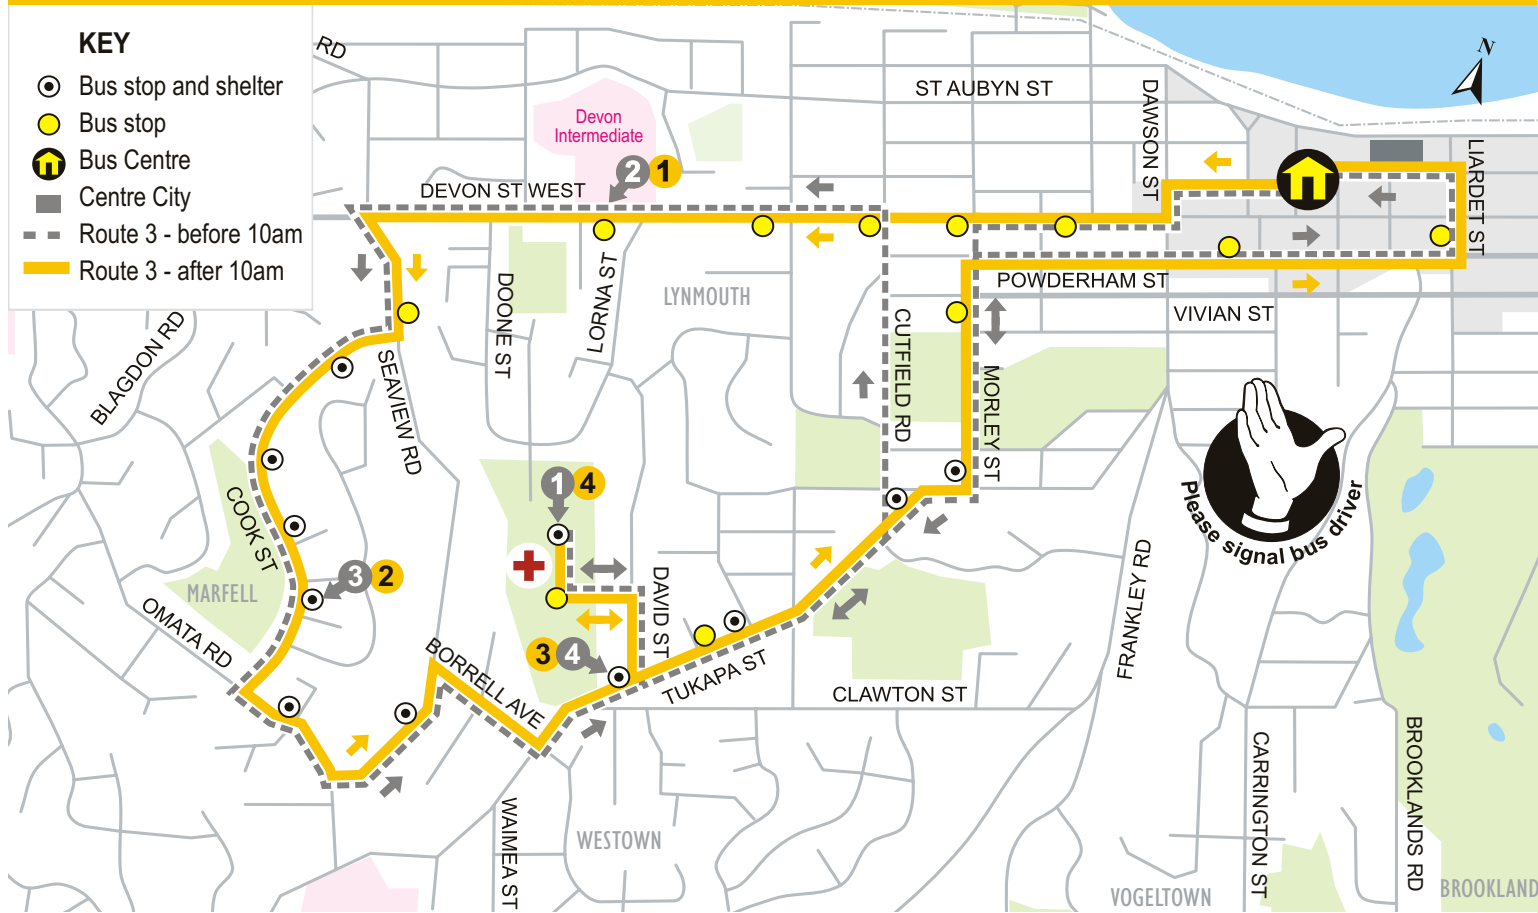 KEY
Bus stop and shelter
Bus stop
Bus Centre
Centre City
Route 3 - before 10am
Route 3 - after 10am
RD
ST AUBYN ST
DAWSON ST
N
LIARDET ST
Devon
Intermediate
2 1
DEVON ST WEST
DOONE ST
LORNA ST
LYNMOUTH
POWDERHAM ST
VIVIAN ST
CUTFIELD RD
MORLEY ST
BLAGDON RD
SEAVIEW RD
COOK ST
1 4
Please signal bus driver
FRANKLEY RD
MARFELL
3 2
OMATA RD
DAVID ST
BORRELL AVE
3 4
TUKAPA ST
CLAWTON ST
WAIMEA ST
WESTOWN
CARRINGTON ST
BROOKLANDS RD
VOGELTOWN
BROOKLAND